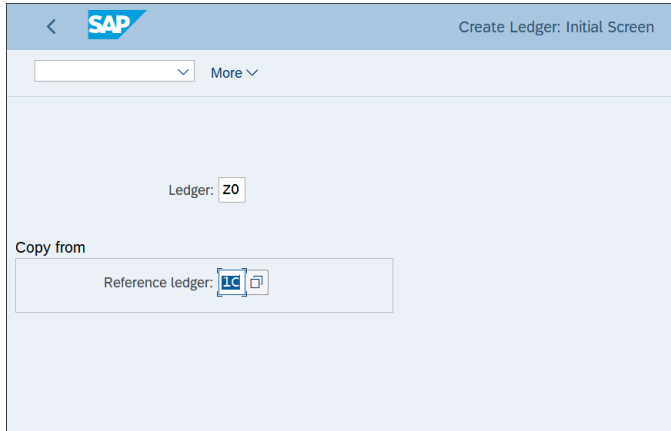 SAP Create Ledger: Initial Screen
More
Ledger: Z0
Copy from
Reference ledger: 1C